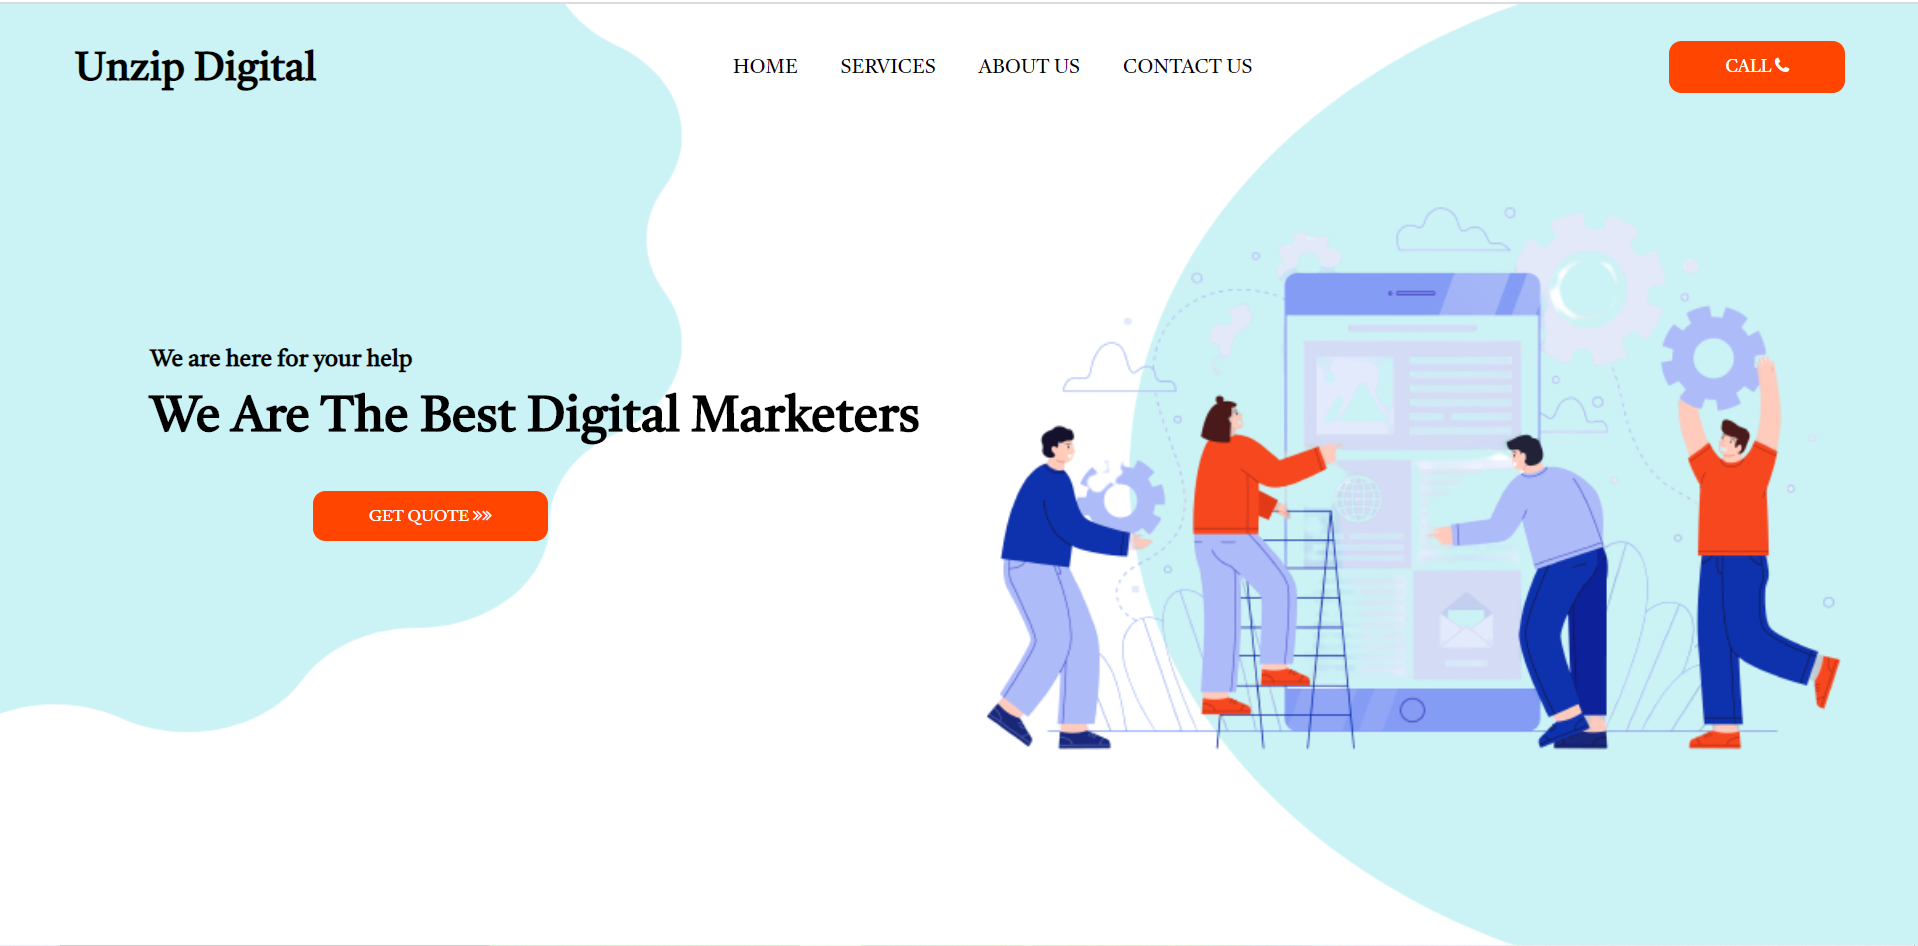 Unzip Digital
HOME
SERVICES
ABOUT US
CONTACT US
CALL
We are here for your help
We Are The Best Digital Marketers
GET QUOTE